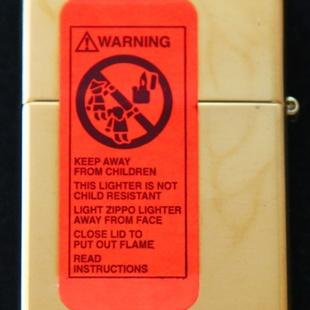 WARNING
KEEP AWAY
FROM CHILDREN
THIS LIGHTER IS NOT
CHILD RESISTANT
LIGHT ZIPPO LIGHTER
AWAY FROM FACE
CLOSE LID TO
PUT OUT FLAME
READ
INSTRUCTIONS